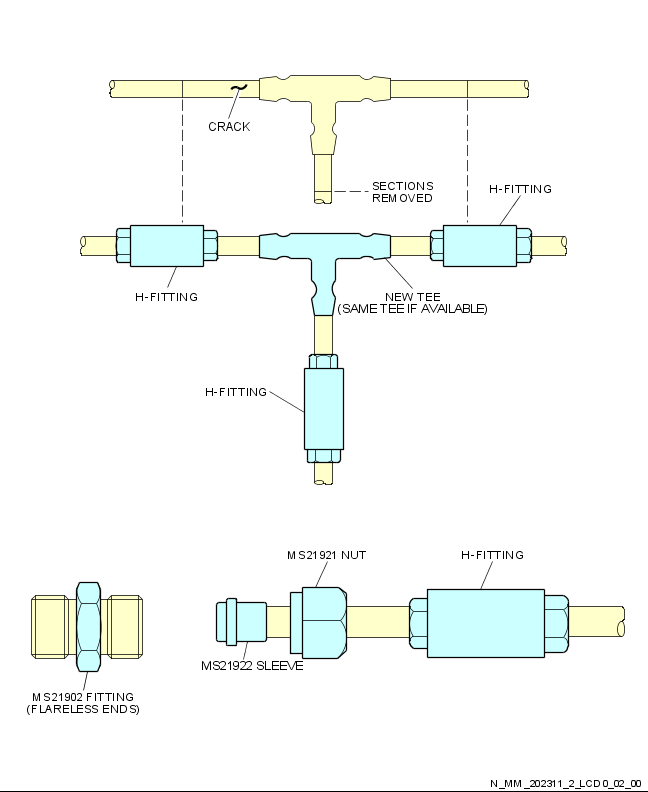 CRACK
SECTIONS
REMOVED
H-FITTING
H-FITTING
NEW TEE
(SAME TEE IF AVAILABLE)
H-FITTING
MS21921 NUT
H-FITTING
MS21922 SLEEVE
MS21902 FITTING
(FLARELESS ENDS)
N_MM_202311_2_LCD0_02_00